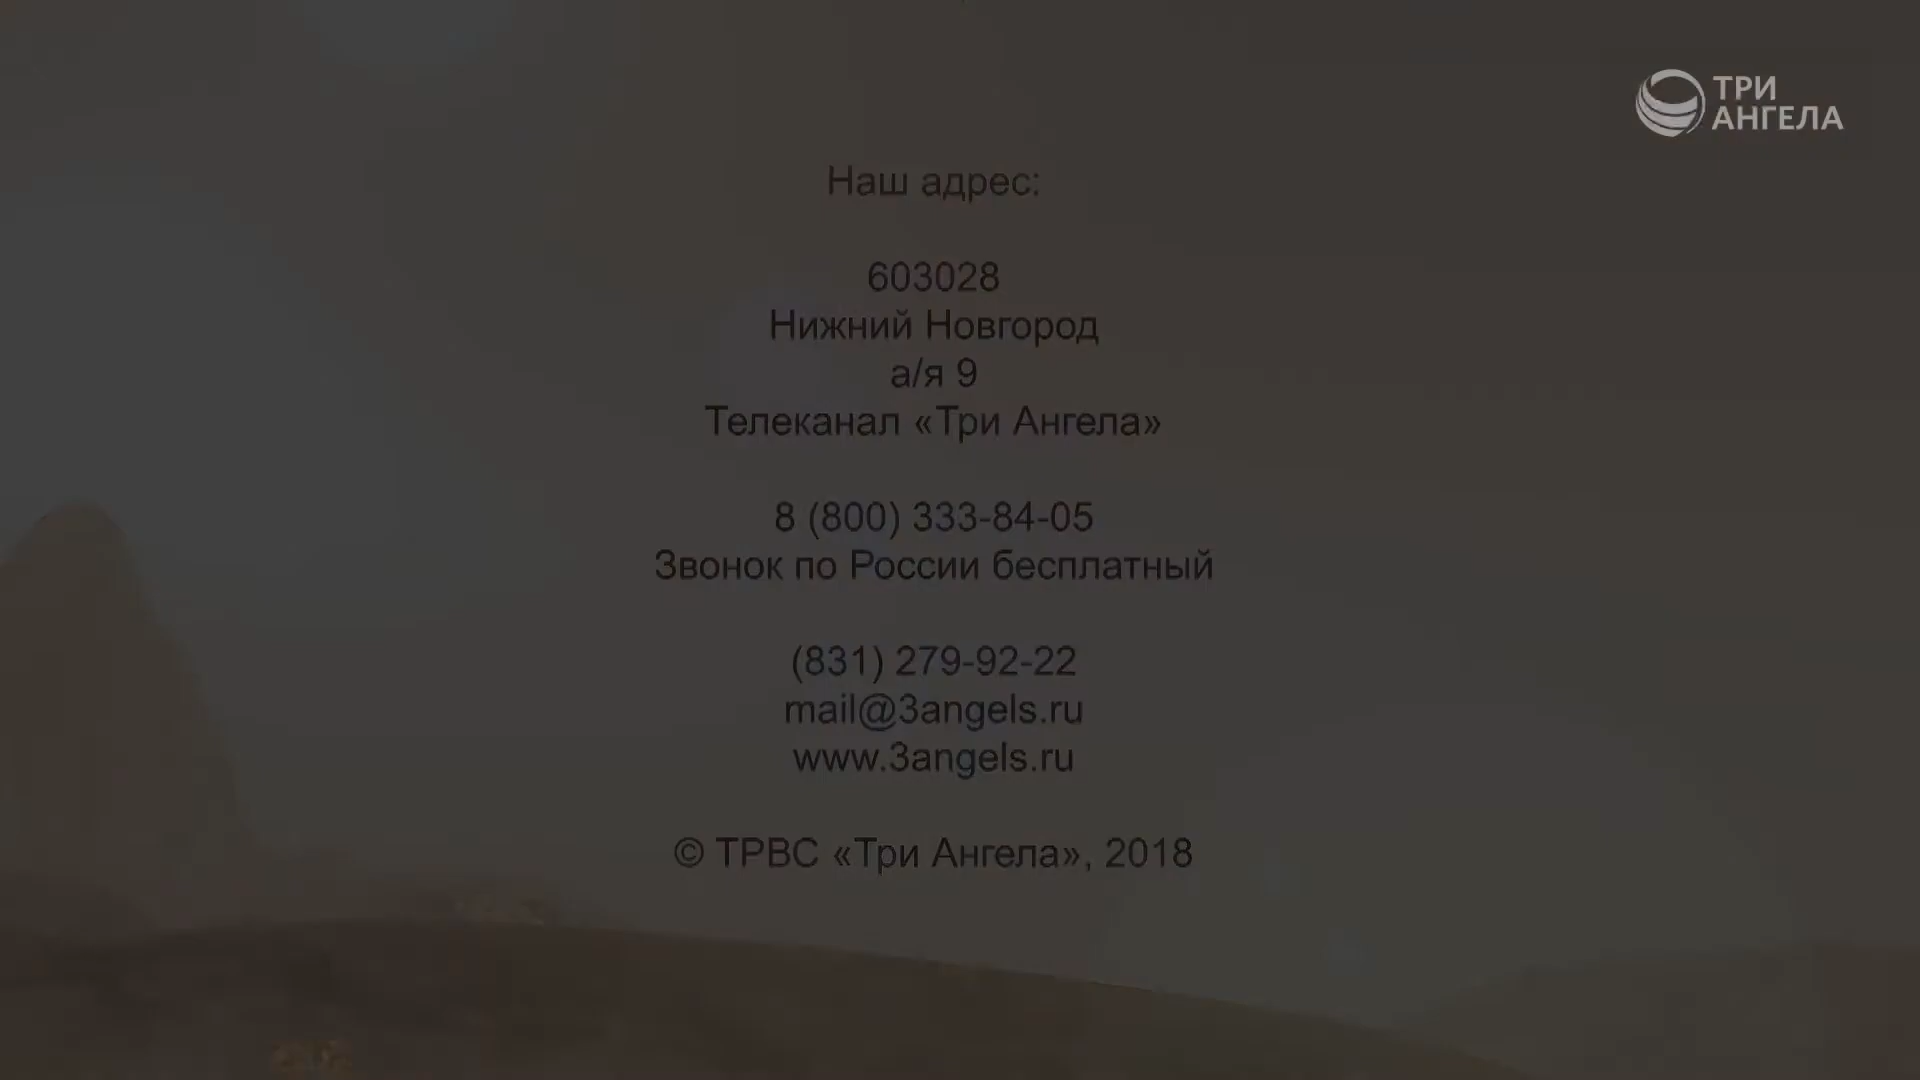 ТРИ
АНГЕЛА
Наш адрес:
603028
Нижний Новгород
а/я 9
Телеканал «Три Ангела»
8 (800) 333-84-05
Звонок по России бесплатный
(831) 279-92-22
mail@3angels.ru
www.3angels.ru
© ТРВС «Три Ангела», 2018